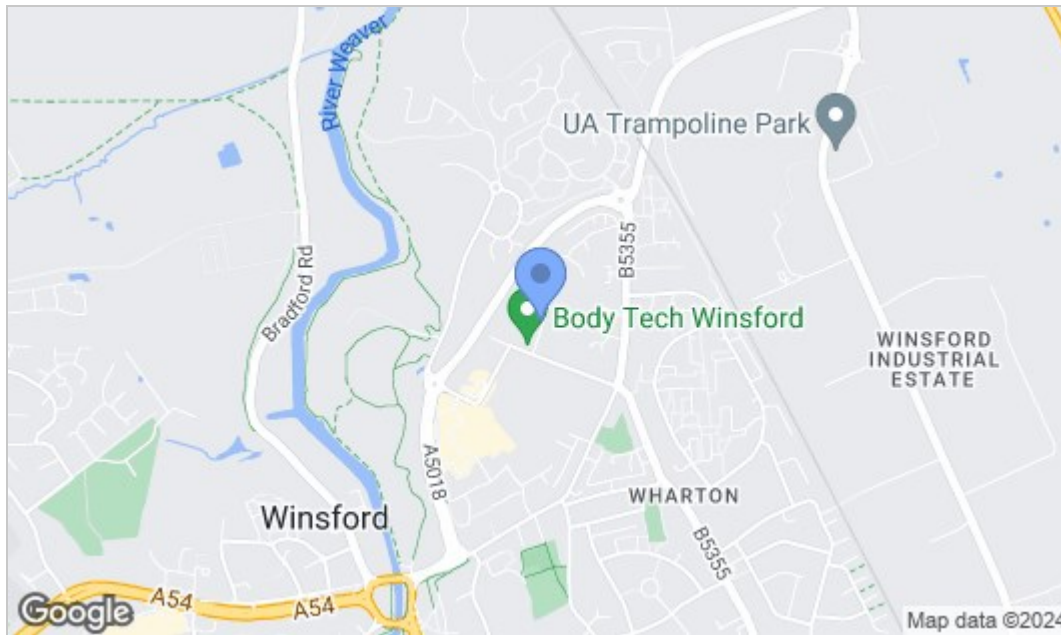 River Weaver
UA Trampoline Park
B5355
Bradford Rd
Body Tech Winsford
WINSFORD
INDUSTRIAL
ESTATE
A5018
WHARTON
Winsford
B5355
A54
A54
Google
Map data ©2024